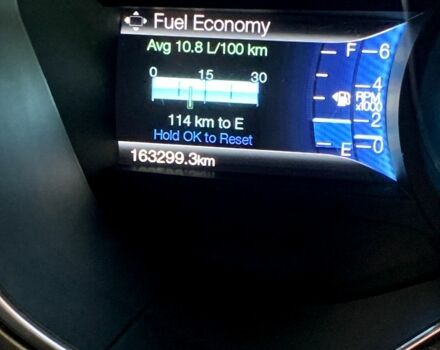 Fuel Economy
Avg 10.8 L/100 km
0 15 30
114 km to E
Hold OK to Reset
163299.3km
F
E
6
RPM
x1000
2
0